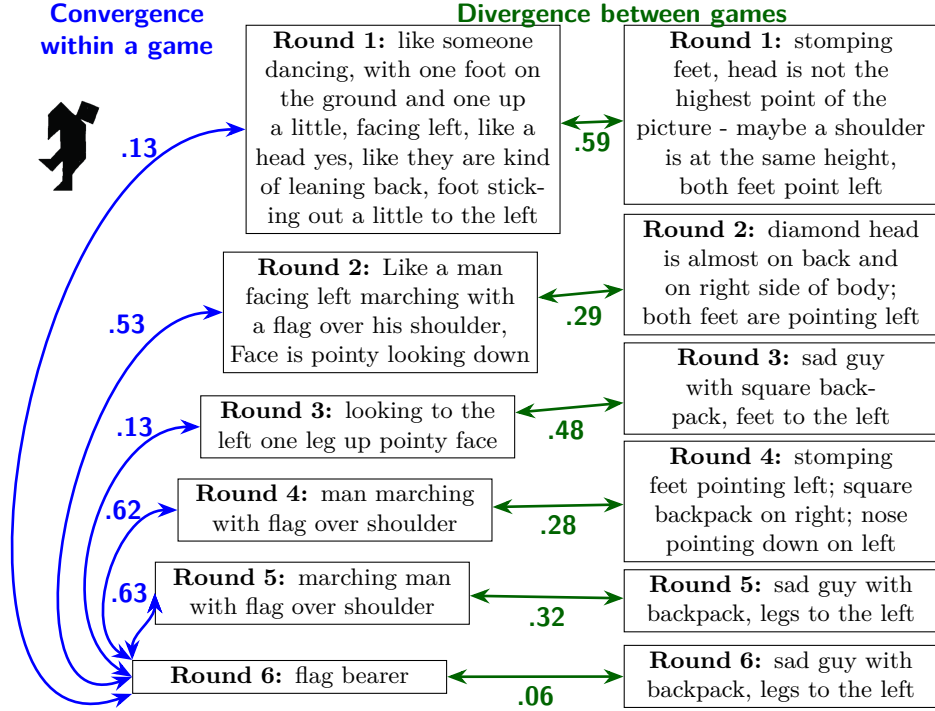 Convergence
within a game
Divergence between games
Round 1: like someone
dancing, with one foot on
the ground and one up
a little, facing left, like a
head yes, like they are kind
of leaning back, foot stick-
ing out a little to the left
.13
.59
Round 1: stomping
feet, head is not the
highest point of the
picture - maybe a shoulder
is at the same height,
both feet point left
Round 2: Like a man
facing left marching with
a flag over his shoulder,
Face is pointy looking down
.53
.29
Round 2: diamond head
is almost on back and
on right side of body;
both feet are pointing left
Round 3: looking to the
left one leg up pointy face
.13
.48
Round 3: sad guy
with square back-
pack, feet to the left
Round 4: man marching
with flag over shoulder
.62
.28
Round 4: stomping
feet pointing left; square
backpack on right; nose
pointing down on left
Round 5: marching man
with flag over shoulder
.63
.32
Round 5: sad guy with
backpack, legs to the left
Round 6: flag bearer
.06
Round 6: sad guy with
backpack, legs to the left